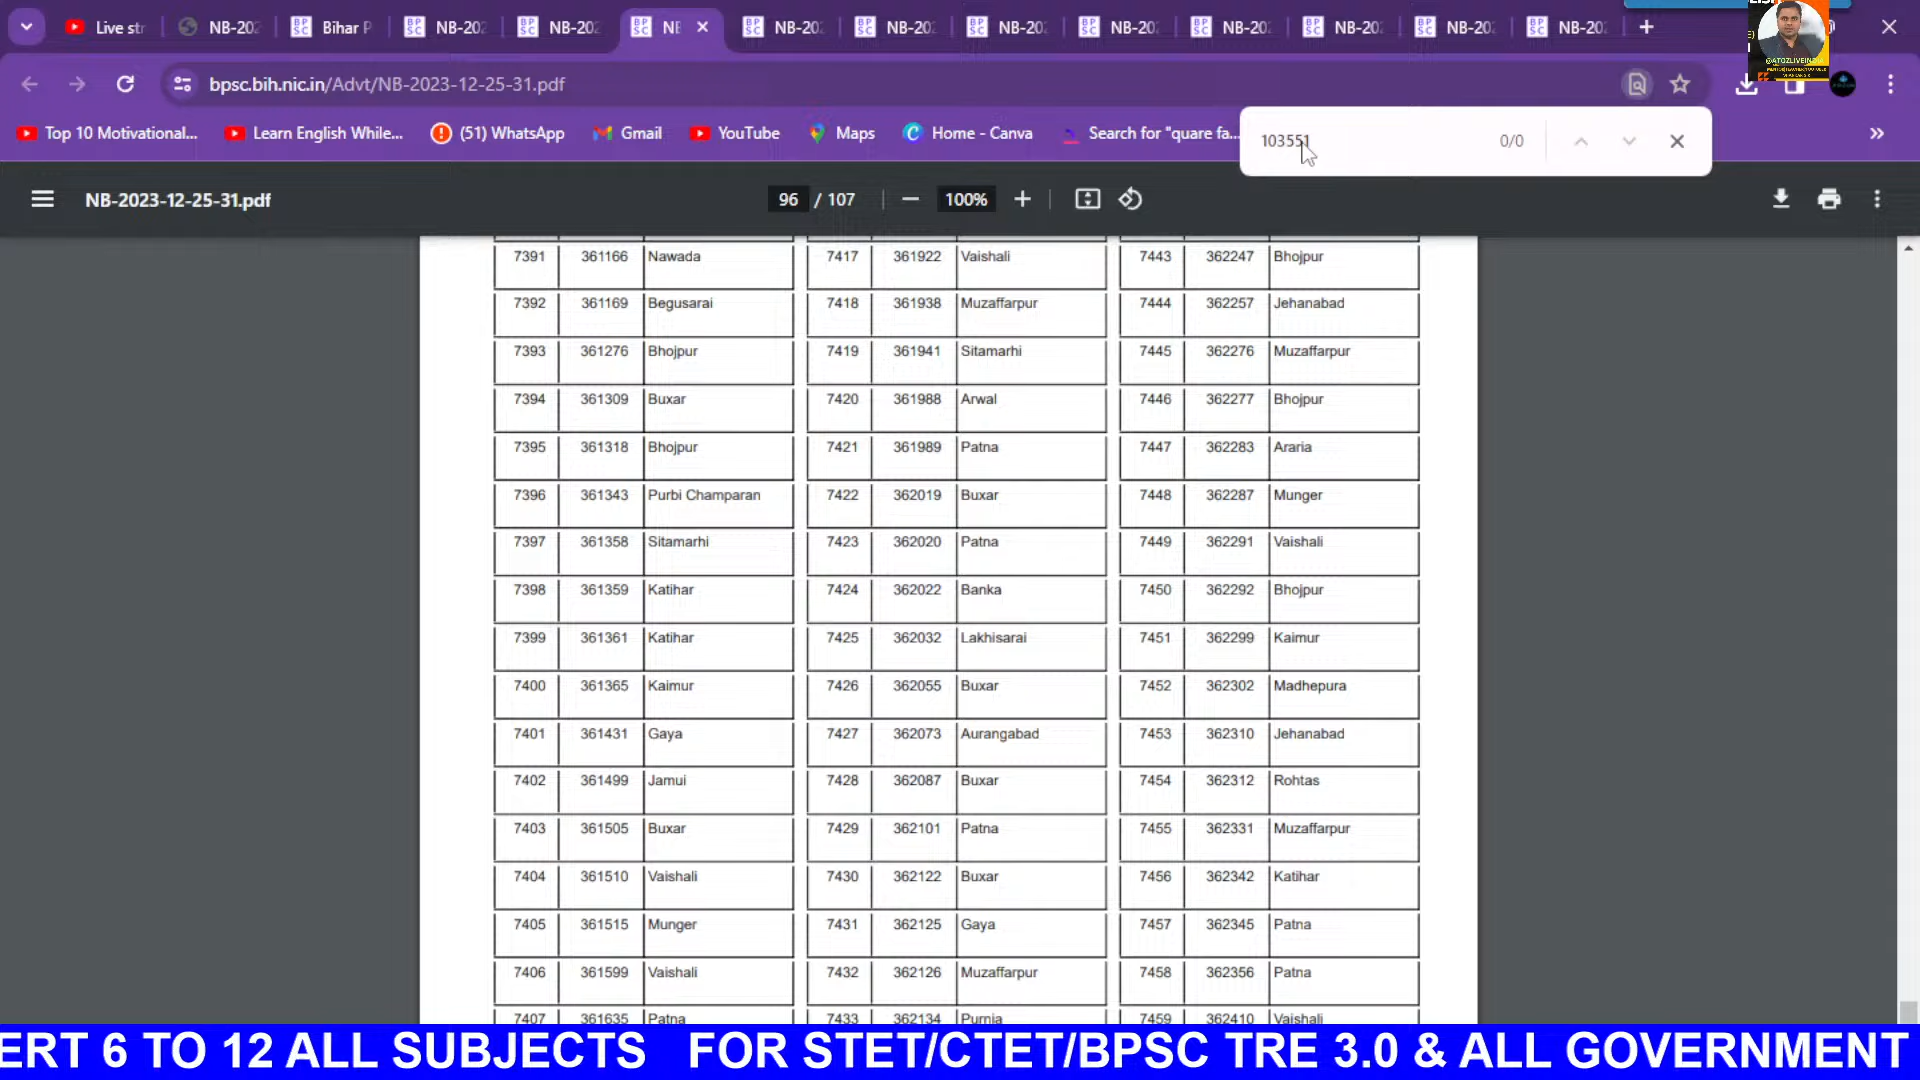 Live str
NB-202
Bihar P
NB-202
NB-202
NB
NB-202
NB-202
NB-202
NB-202
NB-202
NB-202
NB-202
NB-202
@ATOZLIVEINDIA
bpsc.bih.nic.in/Advt/NB-2023-12-25-31.pdf
Top 10 Motivational...
Learn English While...
(51) WhatsApp
Gmail
YouTube
Maps
Home - Canva
Search for "quare fa...
103551
0/0
NB-2023-12-25-31.pdf
96 / 107
100%
7391 361166 Nawada 7417 361922 Vaishali 7443 362247 Bhojpur
7392 361169 Begusarai 7418 361938 Muzaffarpur 7444 362257 Jehanabad
7393 361276 Bhojpur 7419 361941 Sitamarhi 7445 362276 Muzaffarpur
7394 361309 Buxar 7420 361988 Arwal 7446 362277 Bhojpur
7395 361318 Bhojpur 7421 361989 Patna 7447 362283 Araria
7396 361343 Purbi Champaran 7422 362019 Buxar 7448 362287 Munger
7397 361358 Sitamarhi 7423 362020 Patna 7449 362291 Vaishali
7398 361359 Katihar 7424 362022 Banka 7450 362292 Bhojpur
7399 361361 Katihar 7425 362032 Lakhisarai 7451 362299 Kaimur
7400 361365 Kaimur 7426 362055 Buxar 7452 362302 Madhepura
7401 361431 Gaya 7427 362073 Aurangabad 7453 362310 Jehanabad
7402 361499 Jamui 7428 362087 Buxar 7454 362312 Rohtas
7403 361505 Buxar 7429 362101 Patna 7455 362331 Muzaffarpur
7404 361510 Vaishali 7430 362122 Buxar 7456 362342 Katihar
7405 361515 Munger 7431 362125 Gaya 7457 362345 Patna
7406 361599 Vaishali 7432 362126 Muzaffarpur 7458 362356 Patna
7407 361635 Patna 7433 362134 Purnia 7459 362410 Vaishali
ERT 6 TO 12 ALL SUBJECTS FOR STET/CTET/BPSC TRE 3.0 & ALL GOVERNMENT